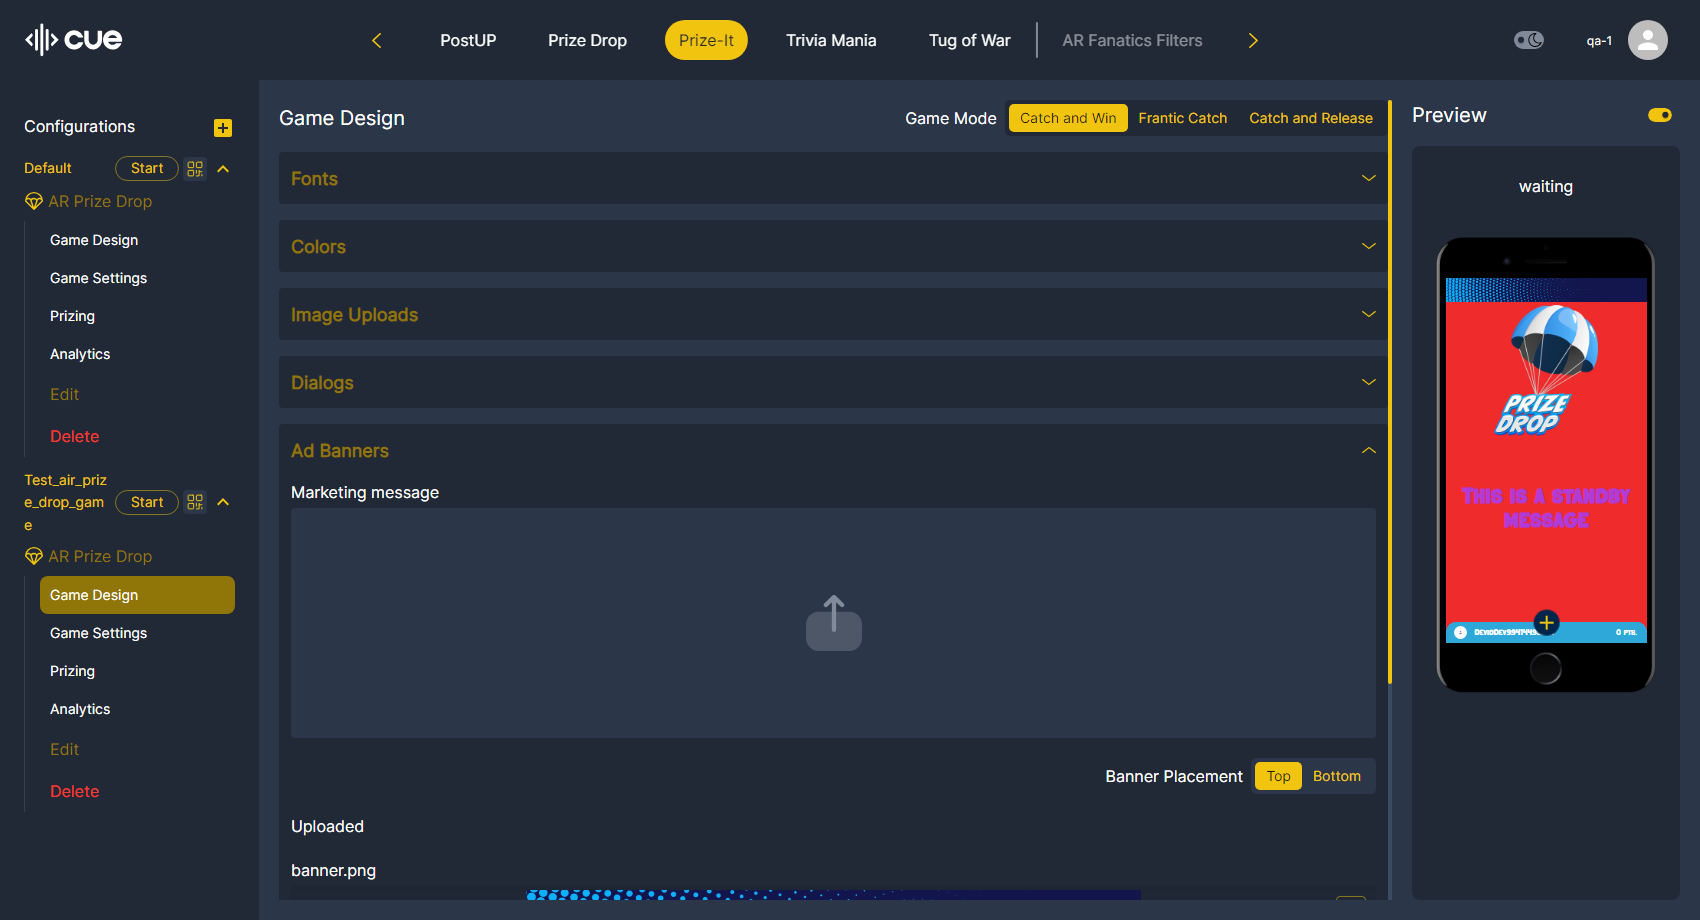 cue
PostUP
Prize Drop
Prize-It
Trivia Mania
Tug of War
AR Fanatics Filters
qa-1
Configurations
Default
Start
AR Prize Drop
Game Design
Game Settings
Prizing
Analytics
Edit
Delete
Test_air_priz
e_drop_gam
e
Start
AR Prize Drop
Game Design
Game Settings
Prizing
Analytics
Edit
Delete
Game Design
Game Mode
Catch and Win
Frantic Catch
Catch and Release
Fonts
Colors
Image Uploads
Dialogs
Ad Banners
Marketing message
Banner Placement
Top
Bottom
Uploaded
banner.png
Preview
waiting
PRIZE
DROP
THIS IS A STANDBY
MESSAGE
0 PTS.